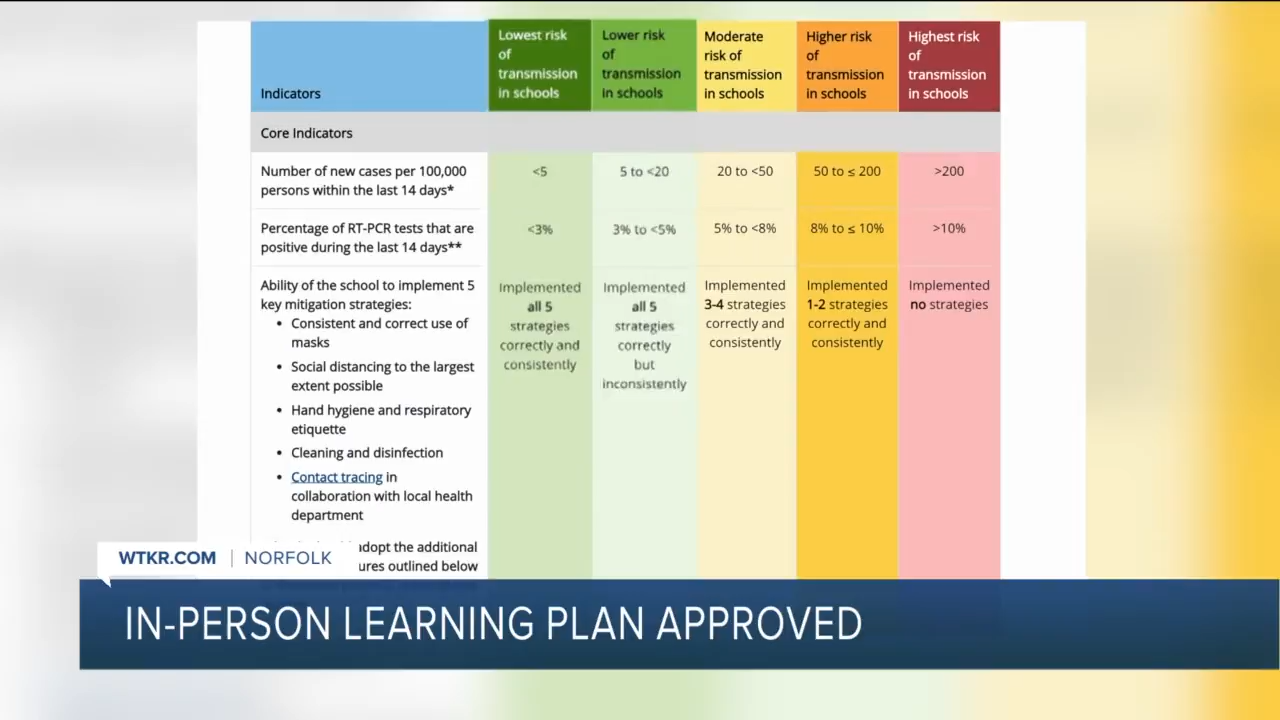 Indicators
Lowest risk
of
transmission
in schools
Lower risk
of
transmission
in schools
Moderate
risk of
transmission
in schools
Higher risk
of
transmission
in schools
Highest risk
of
transmission
in schools
Core Indicators
Number of new cases per 100,000
persons within the last 14 days*
<5
5 to <20
20 to <50
50 to ≤ 200
>200
Percentage of RT-PCR tests that are
positive during the last 14 days**
<3%
3% to <5%
5% to <8%
8% to ≤ 10%
>10%
Ability of the school to implement 5
key mitigation strategies:
• Consistent and correct use of
masks
• Social distancing to the largest
extent possible
• Hand hygiene and respiratory
etiquette
• Cleaning and disinfection
• Contact tracing in
collaboration with local health
department
adopt the additional
outlined below
Implemented
all 5
strategies
correctly and
consistently
Implemented
all 5
strategies
correctly
but
inconsistently
Implemented
3-4 strategies
correctly and
consistently
Implemented
1-2 strategies
correctly and
consistently
Implemented
no strategies
WTKR.COM | NORFOLK
IN-PERSON LEARNING PLAN APPROVED